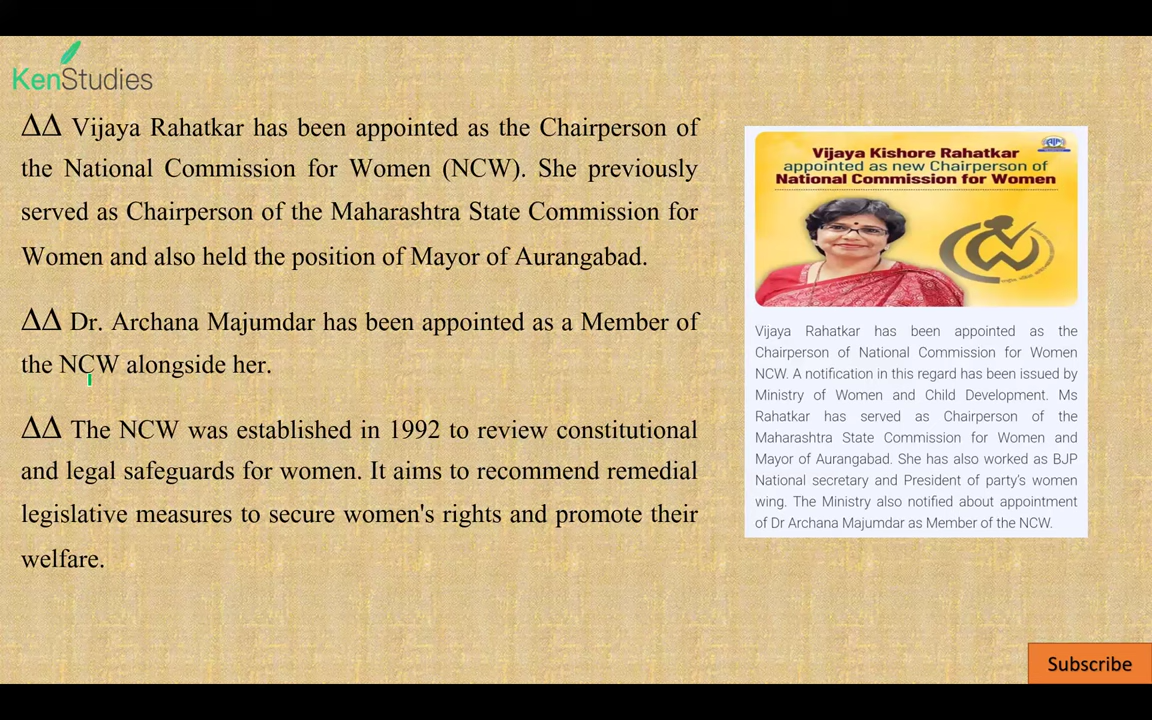 KenStudies
ΔΔ Vijaya Rahatkar has been appointed as the Chairperson of
the National Commission for Women (NCW). She previously
served as Chairperson of the Maharashtra State Commission for
Women and also held the position of Mayor of Aurangabad.
ΔΔ Dr. Archana Majumdar has been appointed as a Member of
the NCW alongside her.
ΔΔ The NCW was established in 1992 to review constitutional
and legal safeguards for women. It aims to recommend remedial
legislative measures to secure women's rights and promote their
welfare.
Vijaya Kishore Rahatkar
appointed as new Chairperson of
National Commission for Women
Vijaya Rahatkar has been appointed as the
Chairperson of National Commission for Women
NCW. A notification in this regard has been issued by
Ministry of Women and Child Development. Ms
Rahatkar has served as Chairperson of the
Maharashtra State Commission for Women and
Mayor of Aurangabad. She has also worked as BJP
National secretary and President of party's women
wing. The Ministry also notified about appointment
of Dr Archana Majumdar as Member of the NCW.
Subscribe